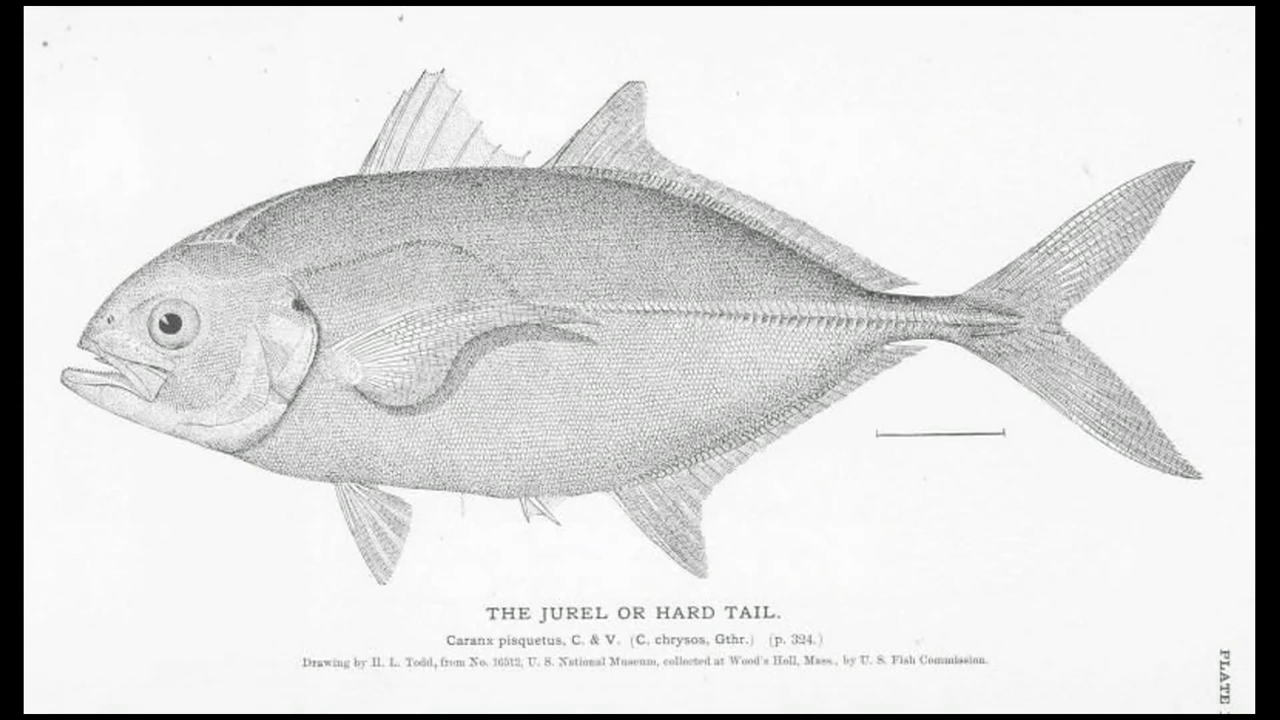 THE JUREL OR HARD TAIL.
Caranx pisquetus, C. & V. (C. chrysos, Gthr.) (p. 324.)
Drawing by H. L. Todd, from No. 16512, U. S. National Museum, collected at Wood's Holl, Mass., by U. S. Fish Commission.
PLATE